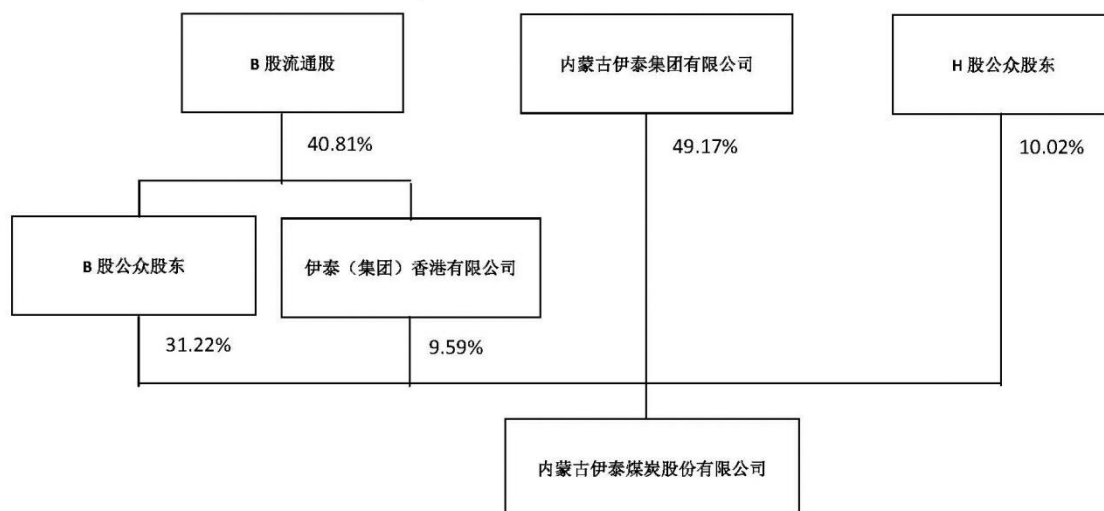 B 股流通股
内蒙古伊泰集团有限公司
H 股公众股东
40.81%
49.17%
10.02%
B 股公众股东
伊泰（集团）香港有限公司
31.22%
9.59%
内蒙古伊泰煤炭股份有限公司